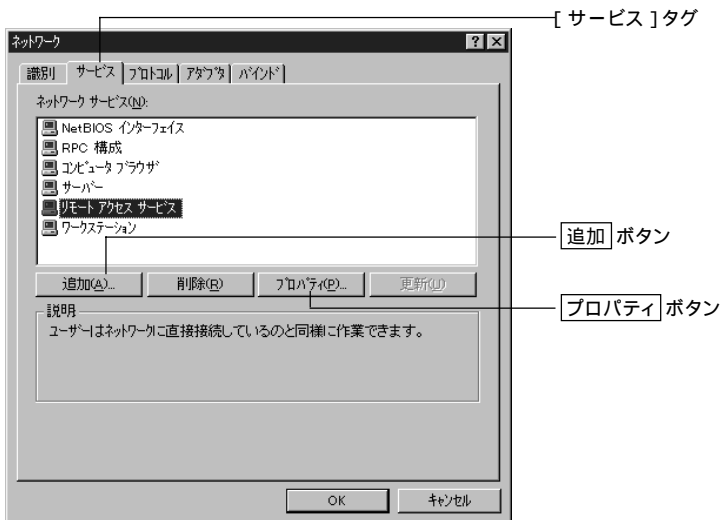 [ サービス ]タグ
ネットワーク
識別 サービス プロトコル アダプタ バインド
ネットワーク サービス(N):
NetBIOS インターフェイス
RPC 構成
コンピュータ ブラウザ
サーバー
リモート アクセス サービス
ワークステーション
追加 ボタン
追加(A)... 削除(R) プロパティ(P)... 更新(U)
プロパティ ボタン
説明
ユーザーはネットワークに直接接続しているのと同様に作業できます。
OK キャンセル